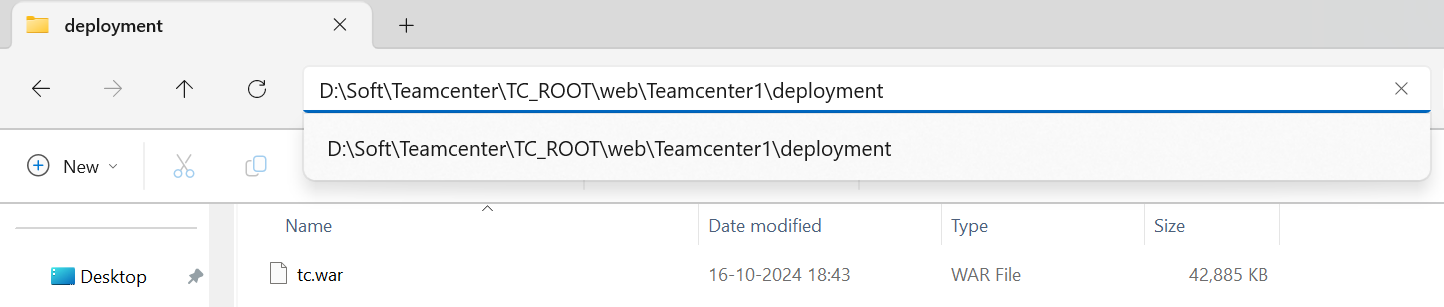 deployment
D:\Soft\Teamcenter\TC_ROOT\web\Teamcenter1\deployment
D:\Soft\Teamcenter\TC_ROOT\web\Teamcenter1\deployment
New
Name Date modified Type Size
Desktop
tc.war 16-10-2024 18:43 WAR File 42,885 KB